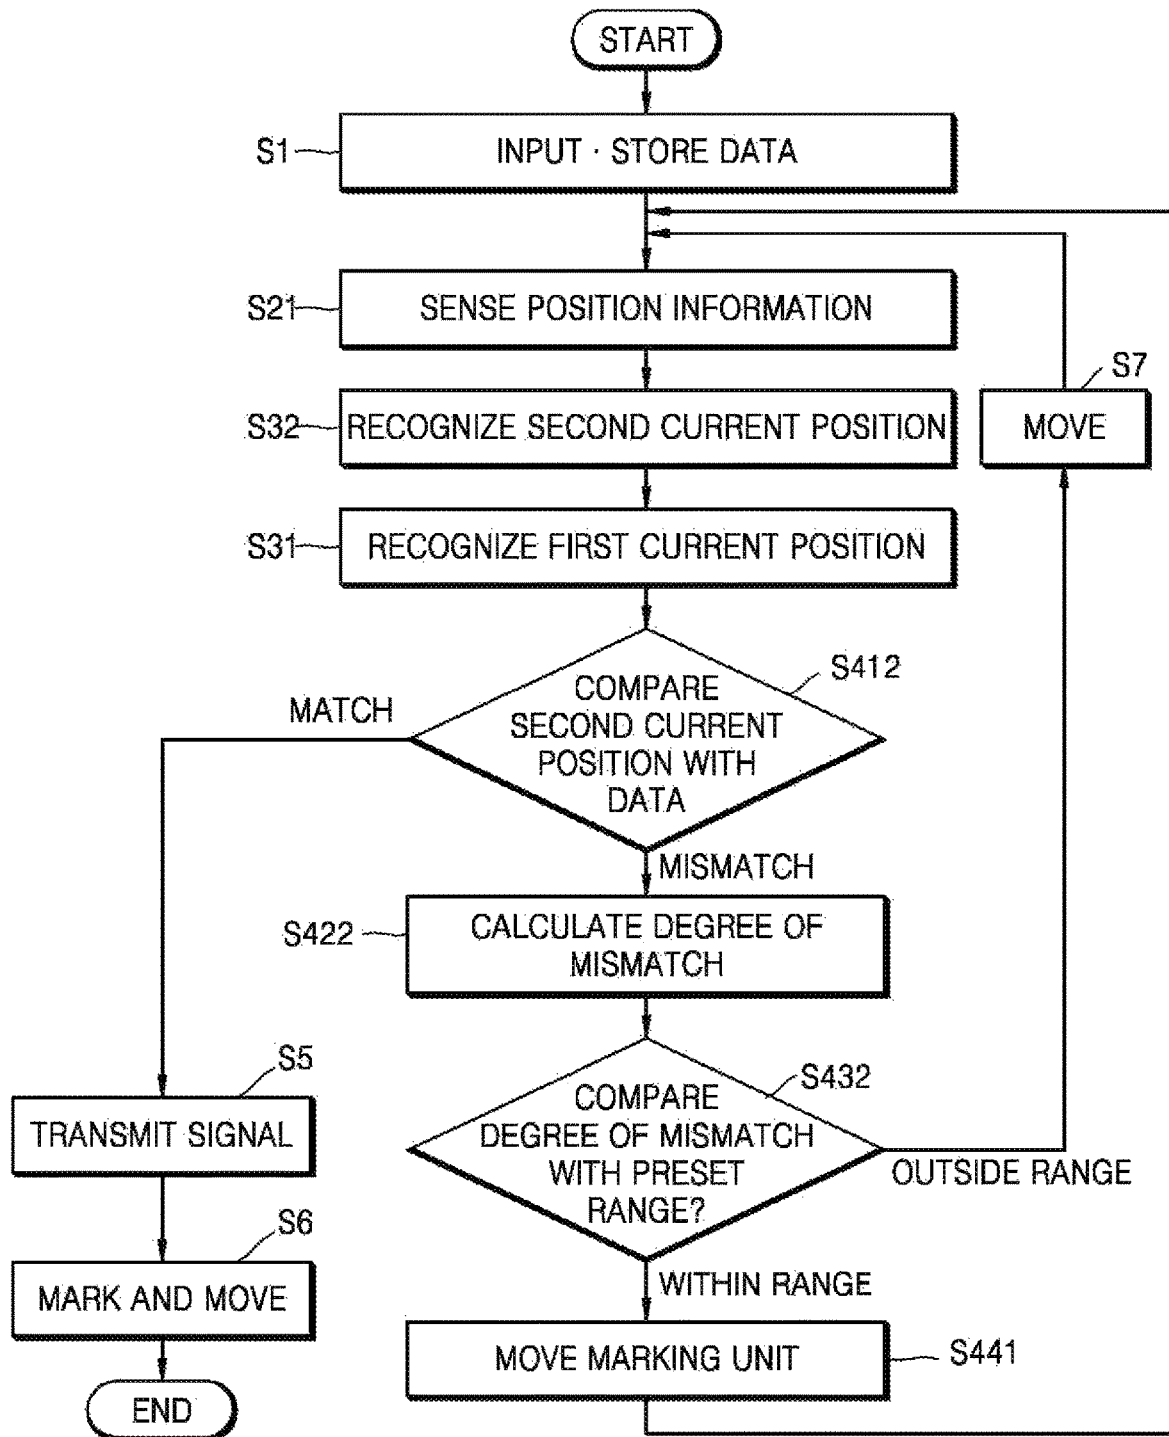 START
S1
INPUT · STORE DATA
S21
SENSE POSITION INFORMATION
S7
MOVE
S32
RECOGNIZE SECOND CURRENT POSITION
S31
RECOGNIZE FIRST CURRENT POSITION
S412
COMPARE
SECOND CURRENT
POSITION WITH
DATA
MATCH
MISMATCH
S422
CALCULATE DEGREE OF
MISMATCH
S432
COMPARE
DEGREE OF MISMATCH
WITH PRESET
RANGE?
OUTSIDE RANGE
S5
TRANSMIT SIGNAL
S6
MARK AND MOVE
END
WITHIN RANGE
MOVE MARKING UNIT
S441